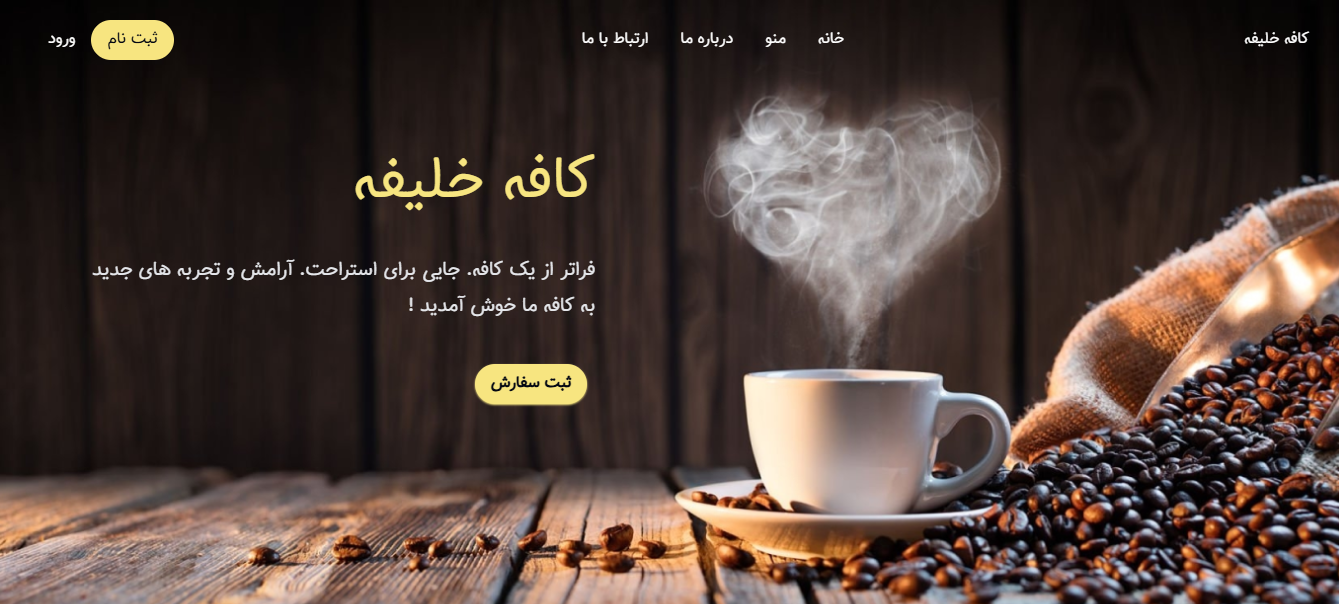 کافه خلیفه
خانه
منو
درباره ما
ارتباط با ما
ثبت نام
ورود
کافه خلیفه
فراتر از یک کافه. جایی برای استراحت. آرامش و تجربه های جدید
به کافه ما خوش آمدید !
ثبت سفارش